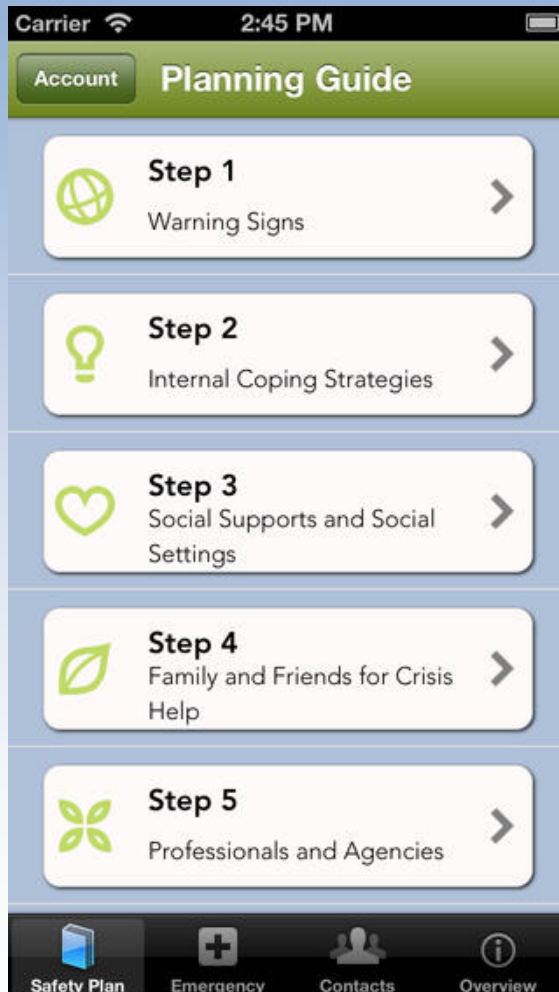 Carrier 2:45 PM
Account Planning Guide
Step 1
Warning Signs
Step 2
Internal Coping Strategies
Step 3
Social Supports and Social
Settings
Step 4
Family and Friends for Crisis
Help
Step 5
Professionals and Agencies
Safety Plan Emergency Contacts Overview